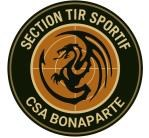 SECTION TIR SPORTIF
CSA BONAPARTE